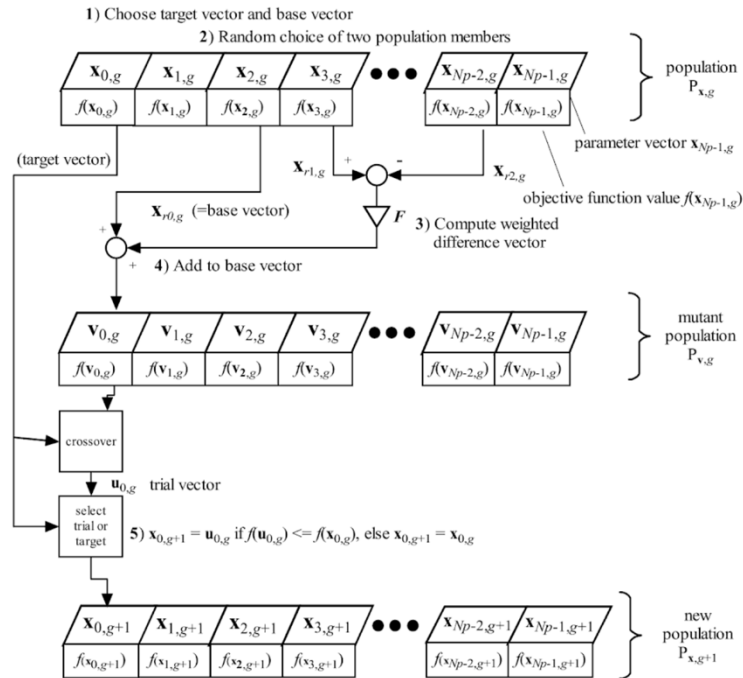 1) Choose target vector and base vector
2) Random choice of two population members
x0,g x1,g x2,g x3,g ●●● xNp-2,g xNp-1,g
population
Px,g
f(x0,g) f(x1,g) f(x2,g) f(x3,g) f(xNp-2,g) f(xNp-1,g)
parameter vector xNp-1,g
(target vector)
xr1,g + - xr2,g
objective function value f(xNp-1,g)
xr0,g (=base vector)
F
3) Compute weighted
difference vector
+
+
4) Add to base vector
v0,g v1,g v2,g v3,g ●●● vNp-2,g vNp-1,g
mutant
population
Pv,g
f(v0,g) f(v1,g) f(v2,g) f(v3,g) f(vNp-2,g) f(vNp-1,g)
crossover
u0,g trial vector
select
trial or
target
5) x0,g+1 = u0,g if f(u0,g) <= f(x0,g), else x0,g+1 = x0,g
x0,g+1 x1,g+1 x2,g+1 x3,g+1 ●●● xNp-2,g+1 xNp-1,g+1
new
population
Px,g+1
f(x0,g+1) f(x1,g+1) f(x2,g+1) f(x3,g+1) f(xNp-2,g+1) f(xNp-1,g+1)